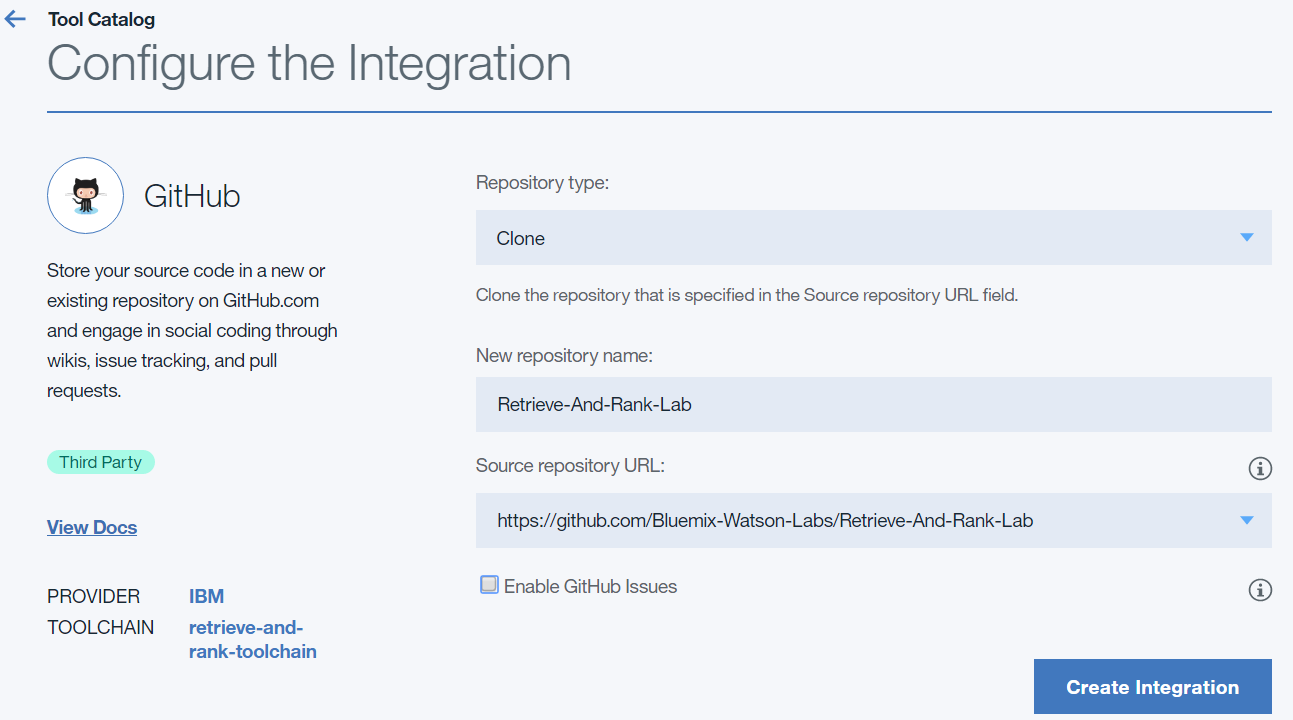 Tool Catalog
Configure the Integration
GitHub
Store your source code in a new or
existing repository on GitHub.com
and engage in social coding through
wikis, issue tracking, and pull
requests.
Third Party
View Docs
PROVIDER IBM
TOOLCHAIN retrieve-and-
rank-toolchain
Repository type:
Clone
Clone the repository that is specified in the Source repository URL field.
New repository name:
Retrieve-And-Rank-Lab
Source repository URL:
https://github.com/Bluemix-Watson-Labs/Retrieve-And-Rank-Lab
Enable GitHub Issues
Create Integration